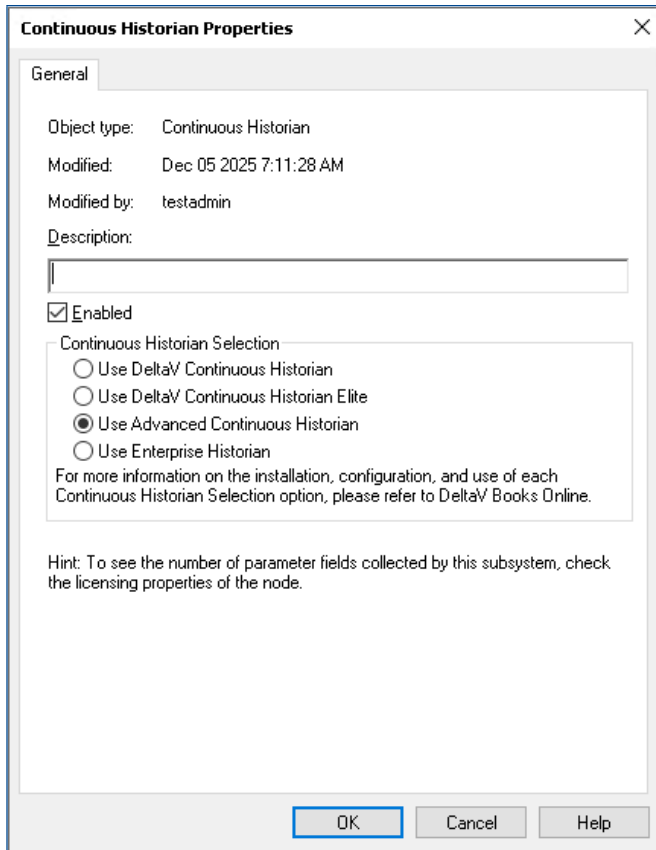 Continuous Historian Properties
General
Object type: Continuous Historian
Modified: Dec 05 2025 7:11:28 AM
Modified by: testadmin
Description:
Enabled
Continuous Historian Selection
Use DeltaV Continuous Historian
Use DeltaV Continuous Historian Elite
Use Advanced Continuous Historian
Use Enterprise Historian
For more information on the installation, configuration, and use of each
Continuous Historian Selection option, please refer to DeltaV Books Online.
Hint: To see the number of parameter fields collected by this subsystem, check
the licensing properties of the node.
OK Cancel Help